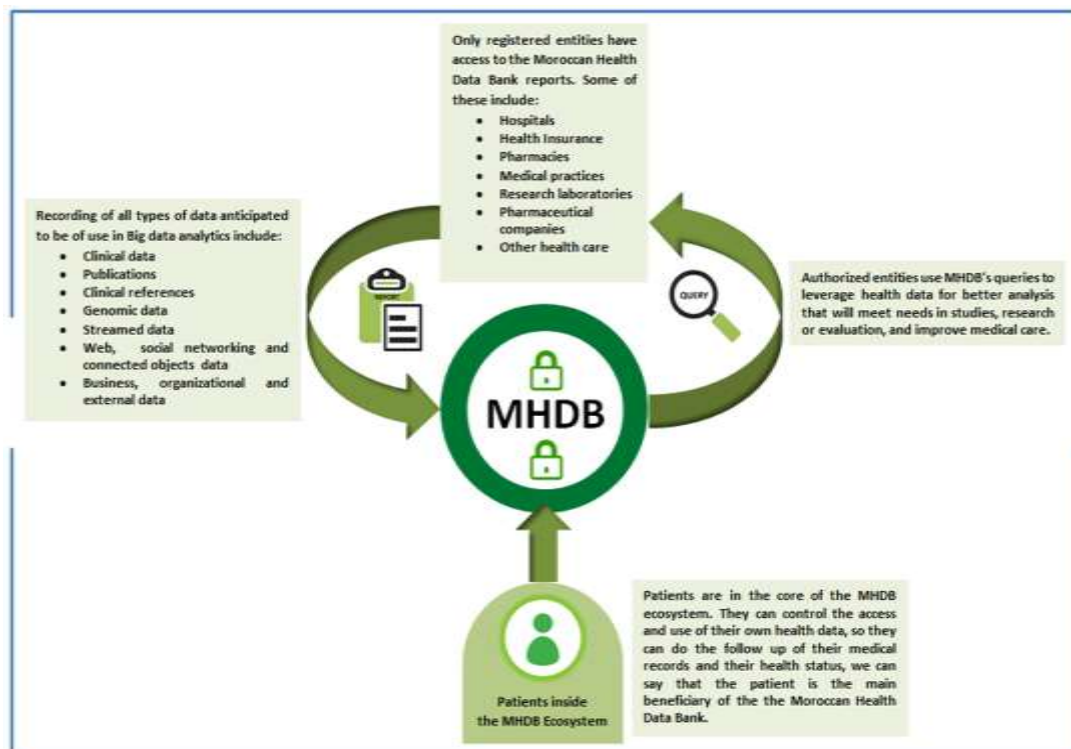 Only registered entities have
access to the Moroccan Health
Data Bank reports. Some of
these include:
• Hospitals
• Health Insurance
• Pharmacies
• Medical practices
• Research laboratories
• Pharmaceutical
companies
• Other health care
Recording of all types of data anticipated
to be of use in Big data analytics include:
• Clinical data
• Publications
• Clinical references
• Genomic data
• Streamed data
• Web, social networking and
connected objects data
• Business, organizational and
external data
REPORT
QUERY
Authorized entities use MHDB's queries to
leverage health data for better analysis
that will meet needs in studies, research
or evaluation, and improve medical care.
MHDB
Patients inside
the MHDB Ecosystem
Patients are in the core of the MHDB
ecosystem. They can control the access
and use of their own health data, so they
can do the follow up of their medical
records and their health status, we can
say that the patient is the main
beneficiary of the the Moroccan Health
Data Bank.